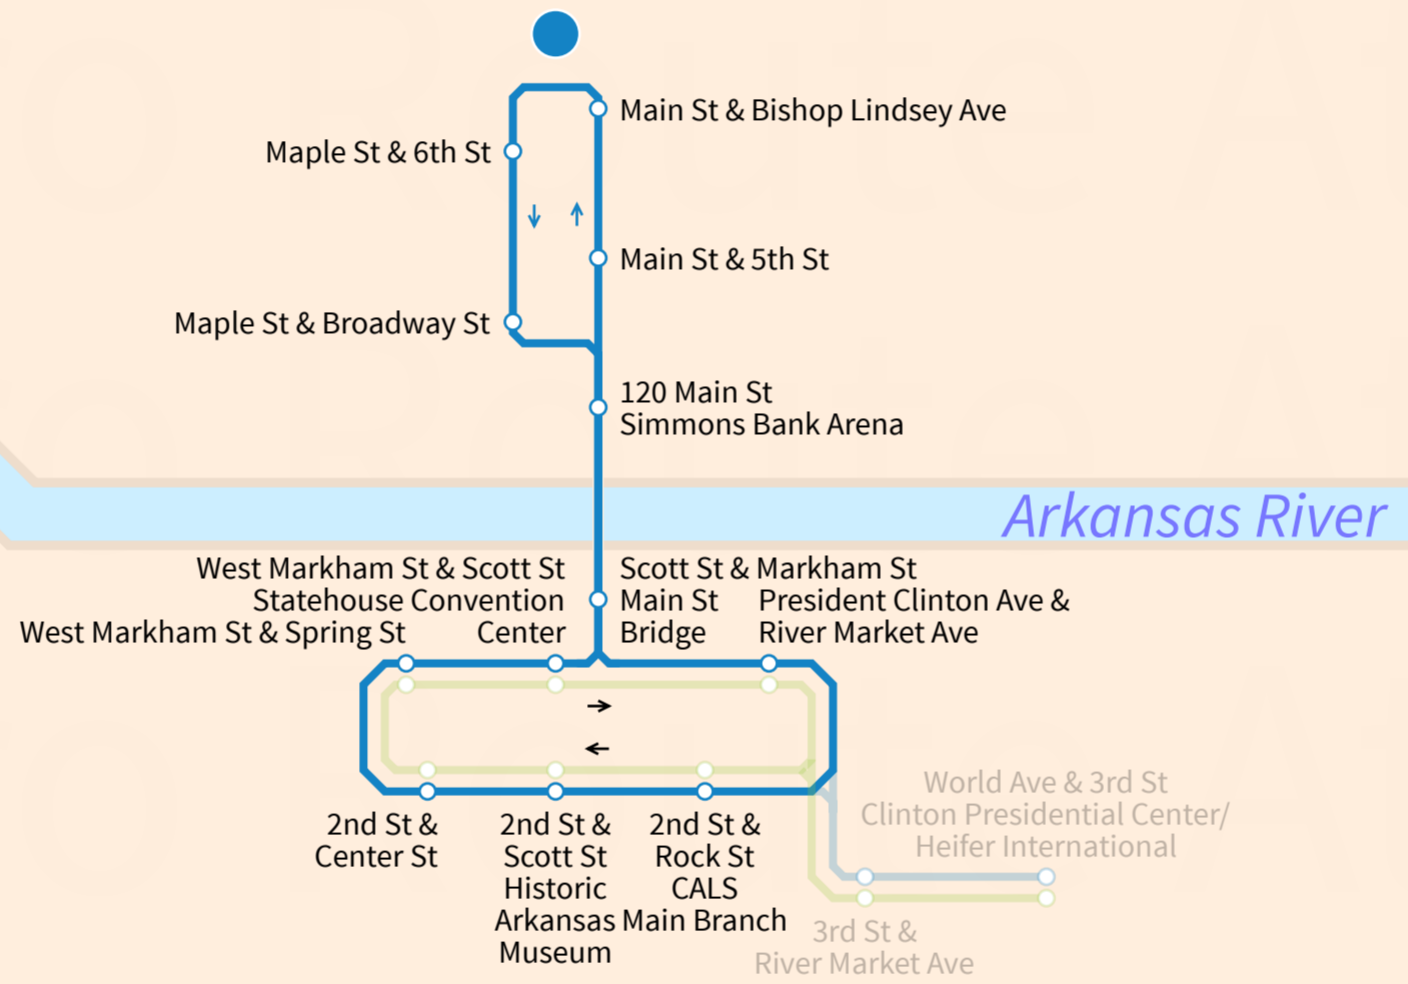 Main St & Bishop Lindsey Ave
Maple St & 6th St
Main St & 5th St
Maple St & Broadway St
120 Main St
Simmons Bank Arena
Arkansas River
West Markham St & Scott St
Statehouse Convention
Center
West Markham St & Spring St
Scott St & Markham St
Main St
Bridge
President Clinton Ave &
River Market Ave
2nd St &
Center St
2nd St &
Scott St
Historic
Arkansas
Museum
2nd St &
Rock St
CALS
Main Branch
World Ave & 3rd St
Clinton Presidential Center/
Heifer International
3rd St &
River Market Ave